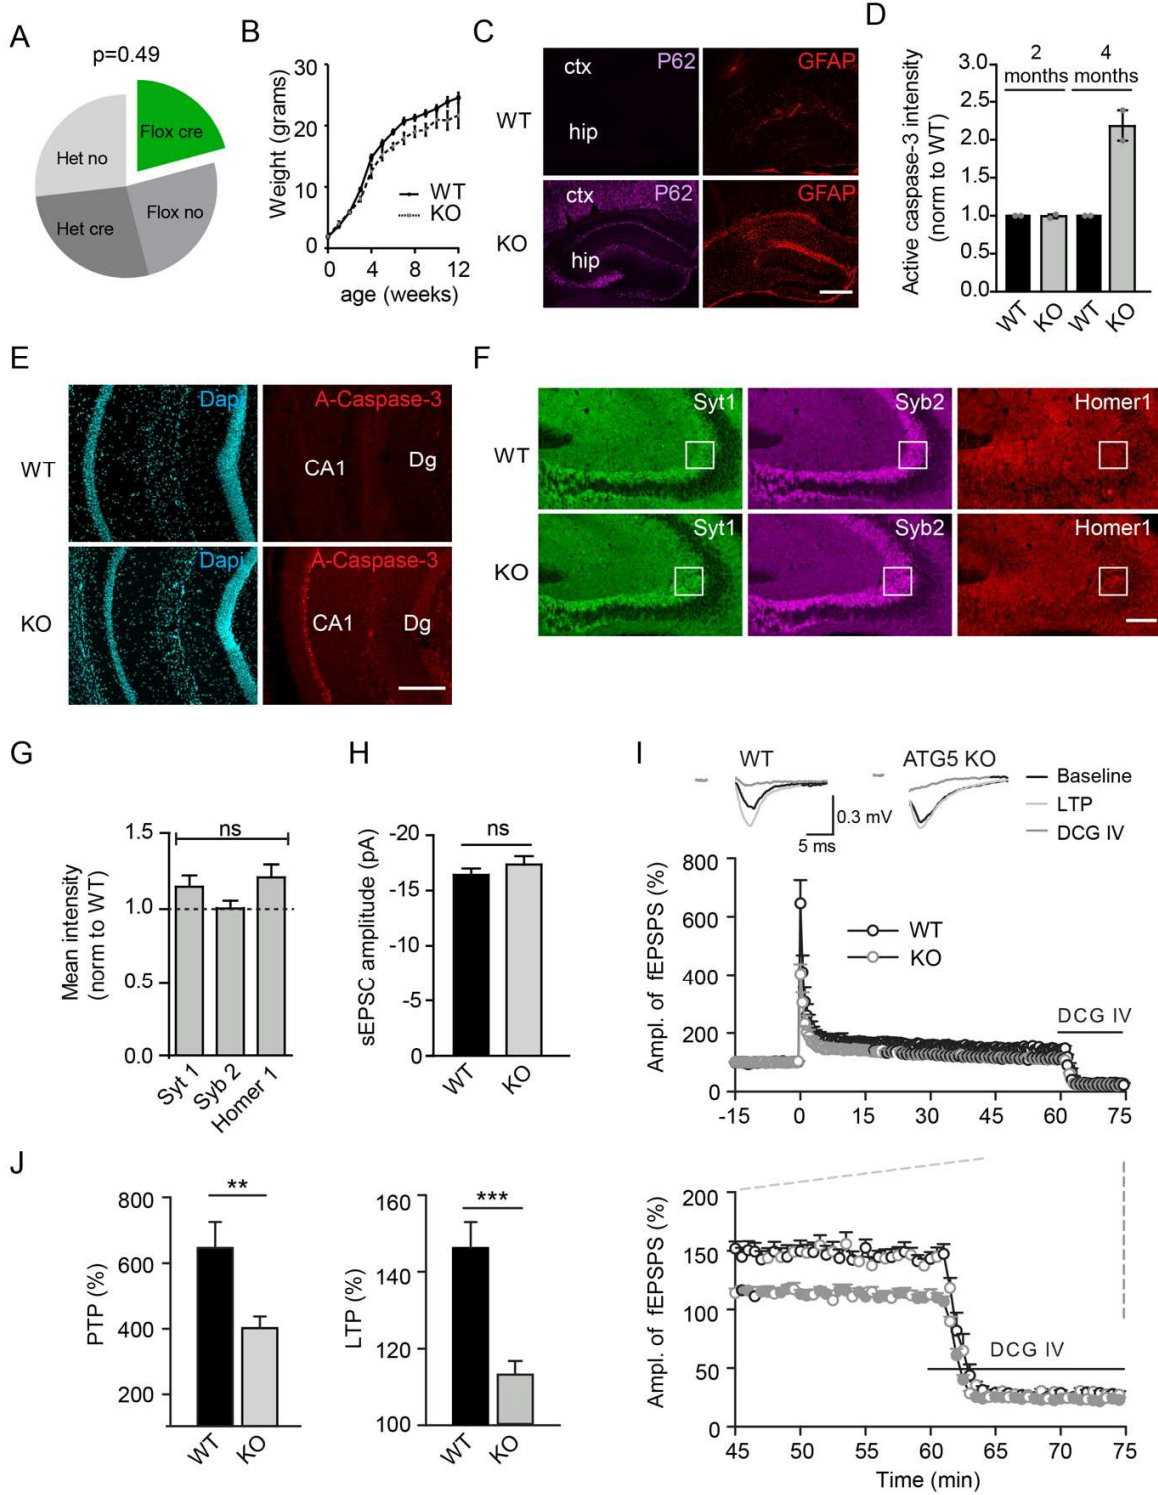 A
p=0.49
Flox cre
Het no
Flox no
Het cre
B
Weight (grams)
30
20
10
0
WT
KO
0 4 8 12
age (weeks)
C
ctx P62 GFAP
WT
hip
ctx P62 GFAP
KO
hip
D
2 months
4 months
Active caspase-3 intensity
(norm to WT)
3.0
2.5
2.0
1.5
1.0
0.5
0.0
WT KO WT KO
E
Dapi A-Caspase-3
WT
CA1 Dg
Dapi A-Caspase-3
KO
CA1 Dg
F
Syt1 Syb2 Homer1
WT
Syt1 Syb2 Homer1
KO
G
Mean intensity
(norm to WT)
ns
1.5
1.0
0.5
0.0
Syt 1 Syb 2 Homer 1
H
sEPSC amplitude (pA)
ns
-20
-15
-10
-5
0
WT KO
I
WT ATG5 KO
Baseline
LTP
DCG IV
0.3 mV
5 ms
Ampl. of fEPSPS (%)
800
600
400
200
0
WT
KO
DCG IV
-15 0 15 30 45 60 75
Ampl. of fEPSPS (%)
200
150
100
50
0
DCG IV
45 50 55 60 65 70 75
Time (min)
J
PTP (%)
**
800
600
400
200
WT KO
LTP (%)
***
160
140
120
100
WT KO